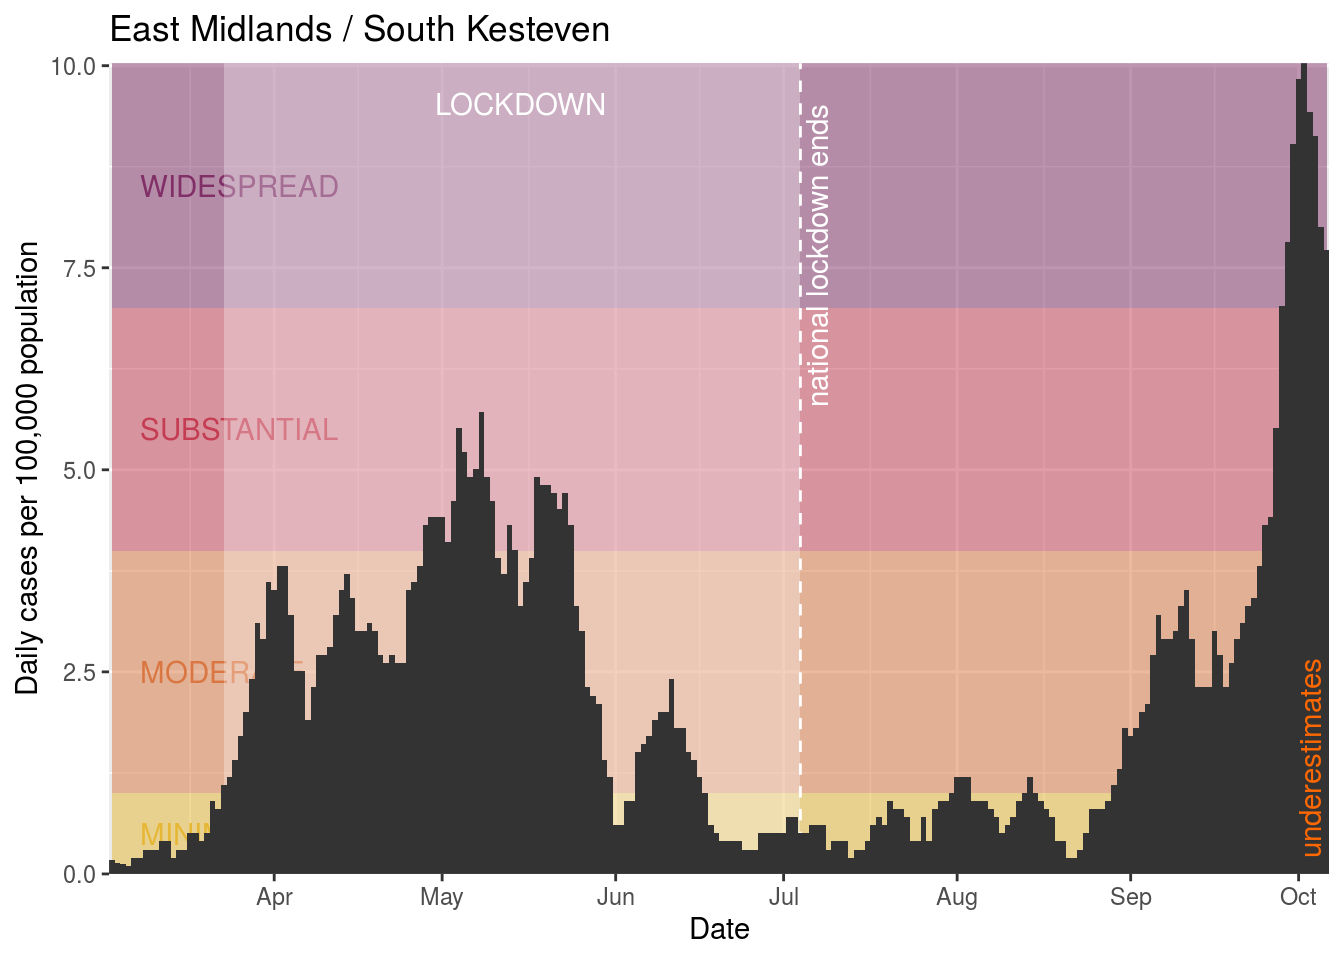 East Midlands / South Kesteven
10.0
7.5
5.0
2.5
0.0
Daily cases per 100,000 population
LOCKDOWN
WIDESPREAD
SUBSTANTIAL
national lockdown ends
underestimates
Apr
May
Jun
Jul
Aug
Sep
Oct
Date